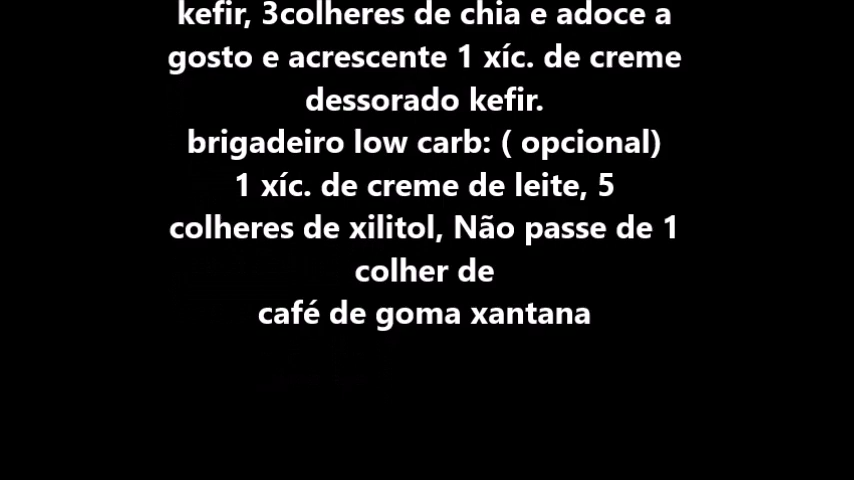 kefir, 3colheres de chia e adoce a
gosto e acrescente 1 xíc. de creme
dessorado kefir.
brigadeiro low carb: ( opcional)
1 xíc. de creme de leite, 5
colheres de xilitol, Não passe de 1
colher de
café de goma xantana